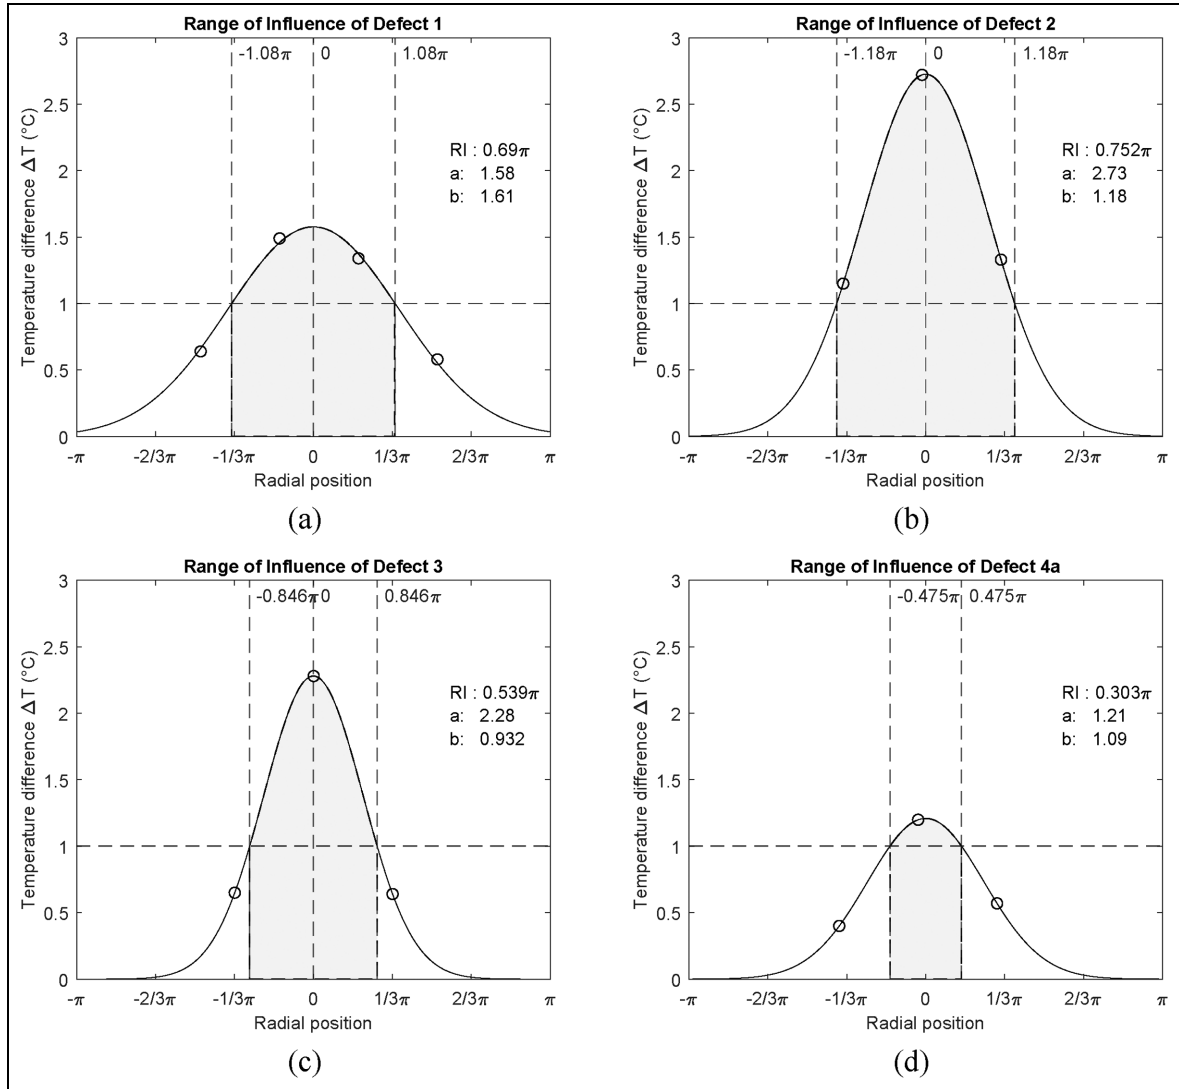 Range of Influence of Defect 1
3
2.5
2
1.5
1
0.5
0
Temperature difference ΔT (°C)
-1.08π
0
1.08π
RI : 0.69π
a: 1.58
b: 1.61
-π
-2/3π
-1/3π
0
1/3π
2/3π
π
Radial position
(a)
Range of Influence of Defect 2
3
2.5
2
1.5
1
0.5
0
Temperature difference ΔT (°C)
-1.18π
0
1.18π
RI : 0.752π
a: 2.73
b: 1.18
-π
-2/3π
-1/3π
0
1/3π
2/3π
π
Radial position
(b)
Range of Influence of Defect 3
3
2.5
2
1.5
1
0.5
0
Temperature difference ΔT (°C)
-0.846π
0
0.846π
RI : 0.539π
a: 2.28
b: 0.932
-π
-2/3π
-1/3π
0
1/3π
2/3π
π
Radial position
(c)
Range of Influence of Defect 4a
3
2.5
2
1.5
1
0.5
0
Temperature difference ΔT (°C)
-0.475π
0.475π
RI : 0.303π
a: 1.21
b: 1.09
-π
-2/3π
-1/3π
0
1/3π
2/3π
π
Radial position
(d)